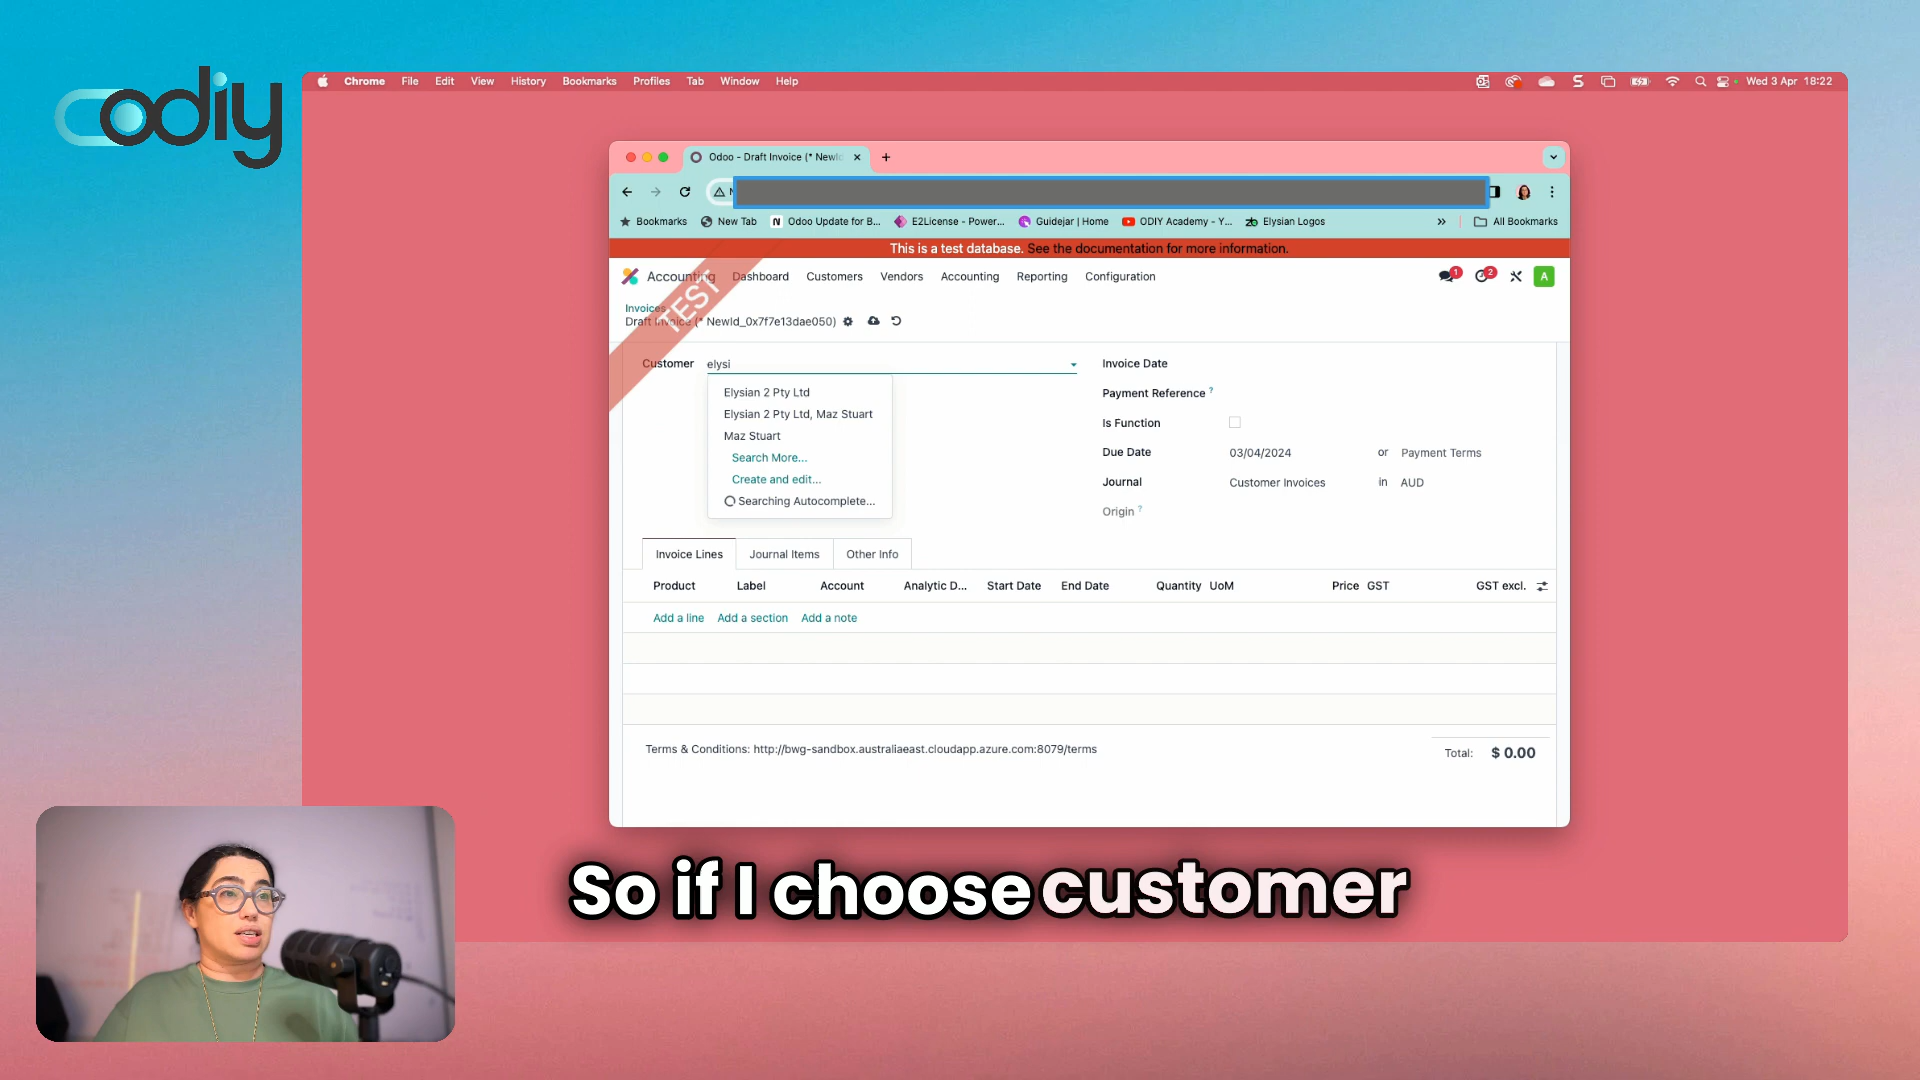 odiy
Chrome File Edit View History Bookmarks Profiles Tab Window Help
S Wed 3 Apr 18:22
Odoo - Draft Invoice (* NewId
Bookmarks New Tab Odoo Update for B... E2License - Power... Guidejar | Home ODIY Academy - Y... Elysian Logos » All Bookmarks
This is a test database. See the documentation for more information.
Accounting Dashboard Customers Vendors Accounting Reporting Configuration 1 2 A
TEST
Invoices
Draft Invoice (* NewId_0x7f7e13dae050)
Customer elysi
Elysian 2 Pty Ltd
Elysian 2 Pty Ltd, Maz Stuart
Maz Stuart
Search More...
Create and edit...
Searching Autocomplete...
Invoice Date
Payment Reference ?
Is Function
Due Date 03/04/2024 or Payment Terms
Journal Customer Invoices in AUD
Origin ?
Invoice Lines Journal Items Other Info
Product Label Account Analytic D... Start Date End Date Quantity UoM Price GST GST excl.
Add a line Add a section Add a note
Terms & Conditions: http://bwg-sandbox.australiaeast.cloudapp.azure.com:8079/terms
Total: $ 0.00
So if I choose customer